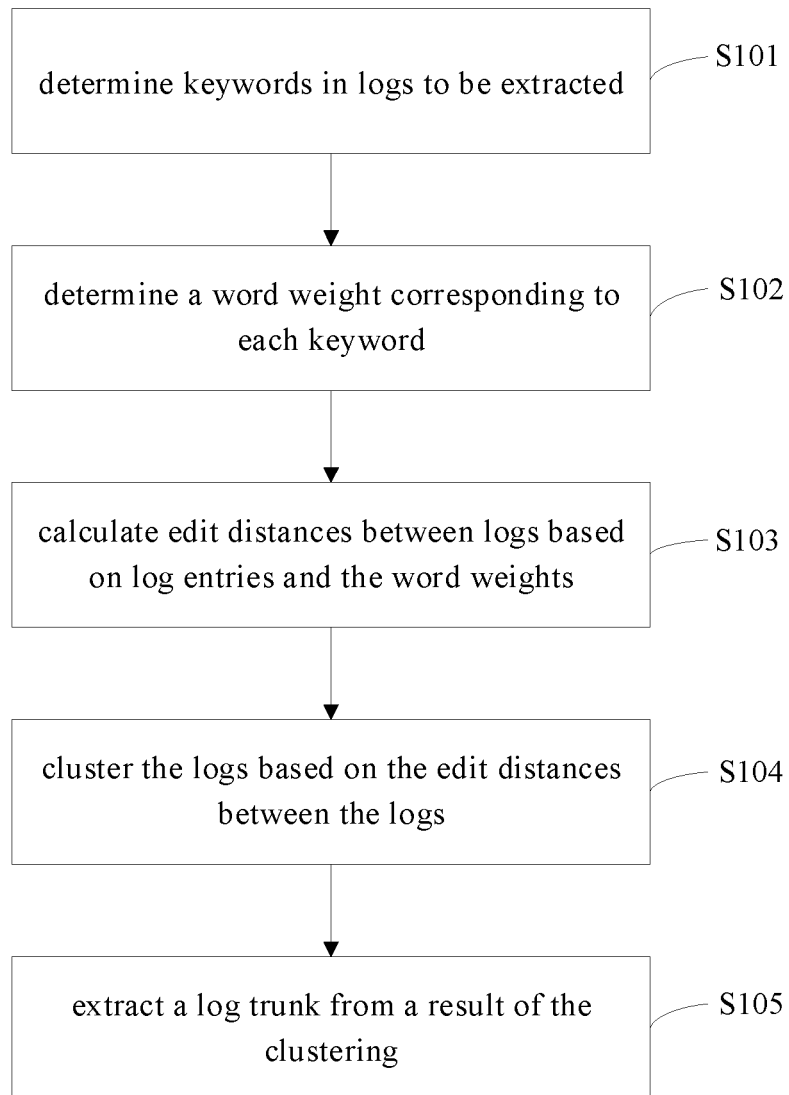 determine keywords in logs to be extracted
S101
determine a word weight corresponding to
each keyword
S102
calculate edit distances between logs based
on log entries and the word weights
S103
cluster the logs based on the edit distances
between the logs
S104
extract a log trunk from a result of the
clustering
S105